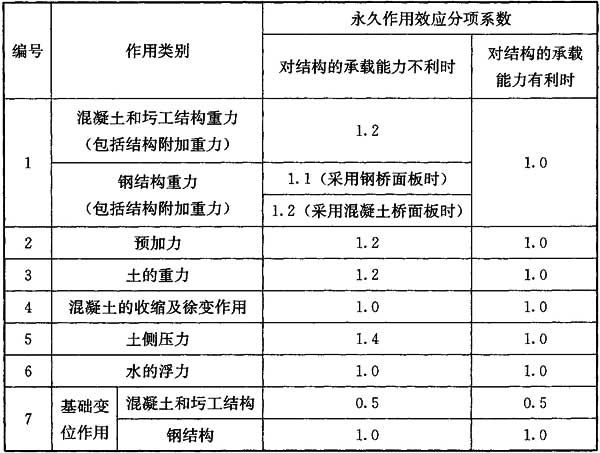 编号
作用类别
永久作用效应分项系数
对结构的承载能力不利时
对结构的承载
能力有利时
1
混凝土和圬工结构重力
（包括结构附加重力）
1.2
1.0
钢结构重力
（包括结构附加重力）
1.1（采用钢桥面板时）
1.2（采用混凝土桥面板时）
2 预加力 1.2 1.0
3 土的重力 1.2 1.0
4 混凝土的收缩及徐变作用 1.0 1.0
5 土侧压力 1.4 1.0
6 水的浮力 1.0 1.0
7
基础变
位作用
混凝土和圬工结构 0.5 0.5
钢结构 1.0 1.0